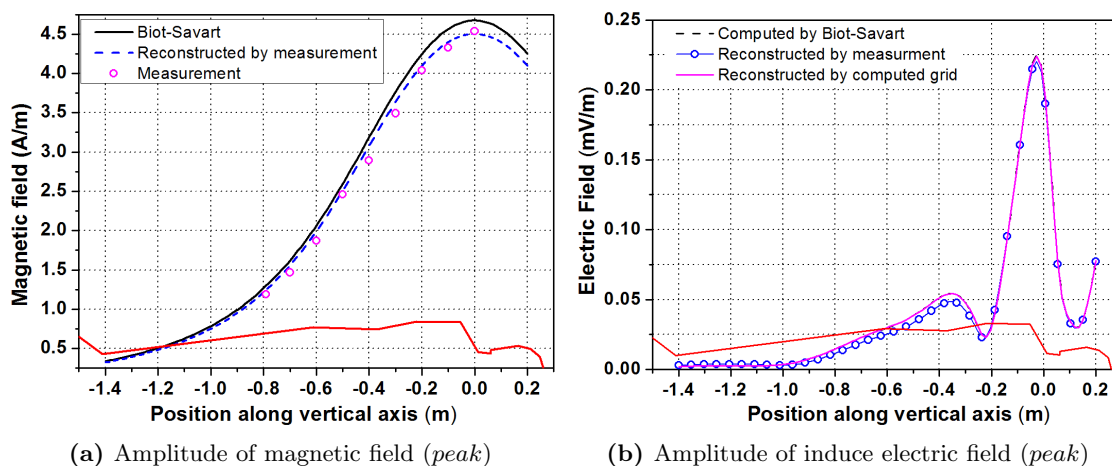 4.5
4.0
3.5
3.0
2.5
2.0
1.5
1.0
0.5
Magnetic field (A/m)
Biot-Savart
Reconstructed by measurement
Measurement
-1.4 -1.2 -1.0 -0.8 -0.6 -0.4 -0.2 0.0 0.2
Position along vertical axis (m)
(a) Amplitude of magnetic field (peak)
0.25
0.20
0.15
0.10
0.05
0.00
Electric Field (mV/m)
Computed by Biot-Savart
Reconstructed by measurment
Reconstructed by computed grid
-1.4 -1.2 -1.0 -0.8 -0.6 -0.4 -0.2 0.0 0.2
Position along vertical axis (m)
(b) Amplitude of induce electric field (peak)